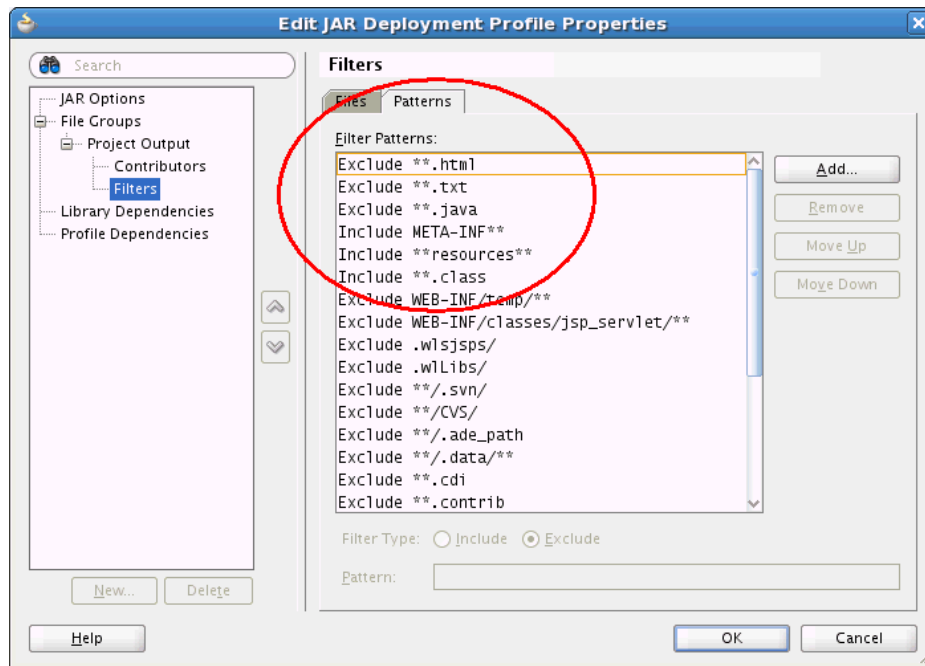 Edit JAR Deployment Profile Properties
Search
JAR Options
File Groups
Project Output
Contributors
Filters
Library Dependencies
Profile Dependencies
New...
Delete
Filters
Files
Patterns
Filter Patterns:
Exclude **.html
Exclude **.txt
Exclude **.java
Include META-INF**
Include **resources**
Include **.class
Exclude WEB-INF/temp/**
Exclude WEB-INF/classes/jsp_servlet/**
Exclude .wlsjsps/
Exclude .wlLibs/
Exclude **/.svn/
Exclude **/CVS/
Exclude **/.ade_path
Exclude **/.data/**
Exclude **.cdi
Exclude **.contrib
Add...
Remove
Move Up
Move Down
Filter Type: Include Exclude
Pattern:
Help
OK
Cancel